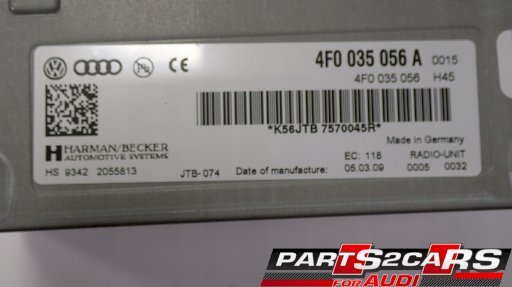 4F0 035 056 A 0015
4F0 035 056 H45
*K56JTB 7570045R*
Made in Germany
HARMAN/BECKER
AUTOMOTIVE SYSTEMS
EC: 118 RADIO-UNIT
HS 9342 2055813 JTB-074 Date of manufacture: 05.03.09 0005 0032
PARTS2CARS
FOR AUDI